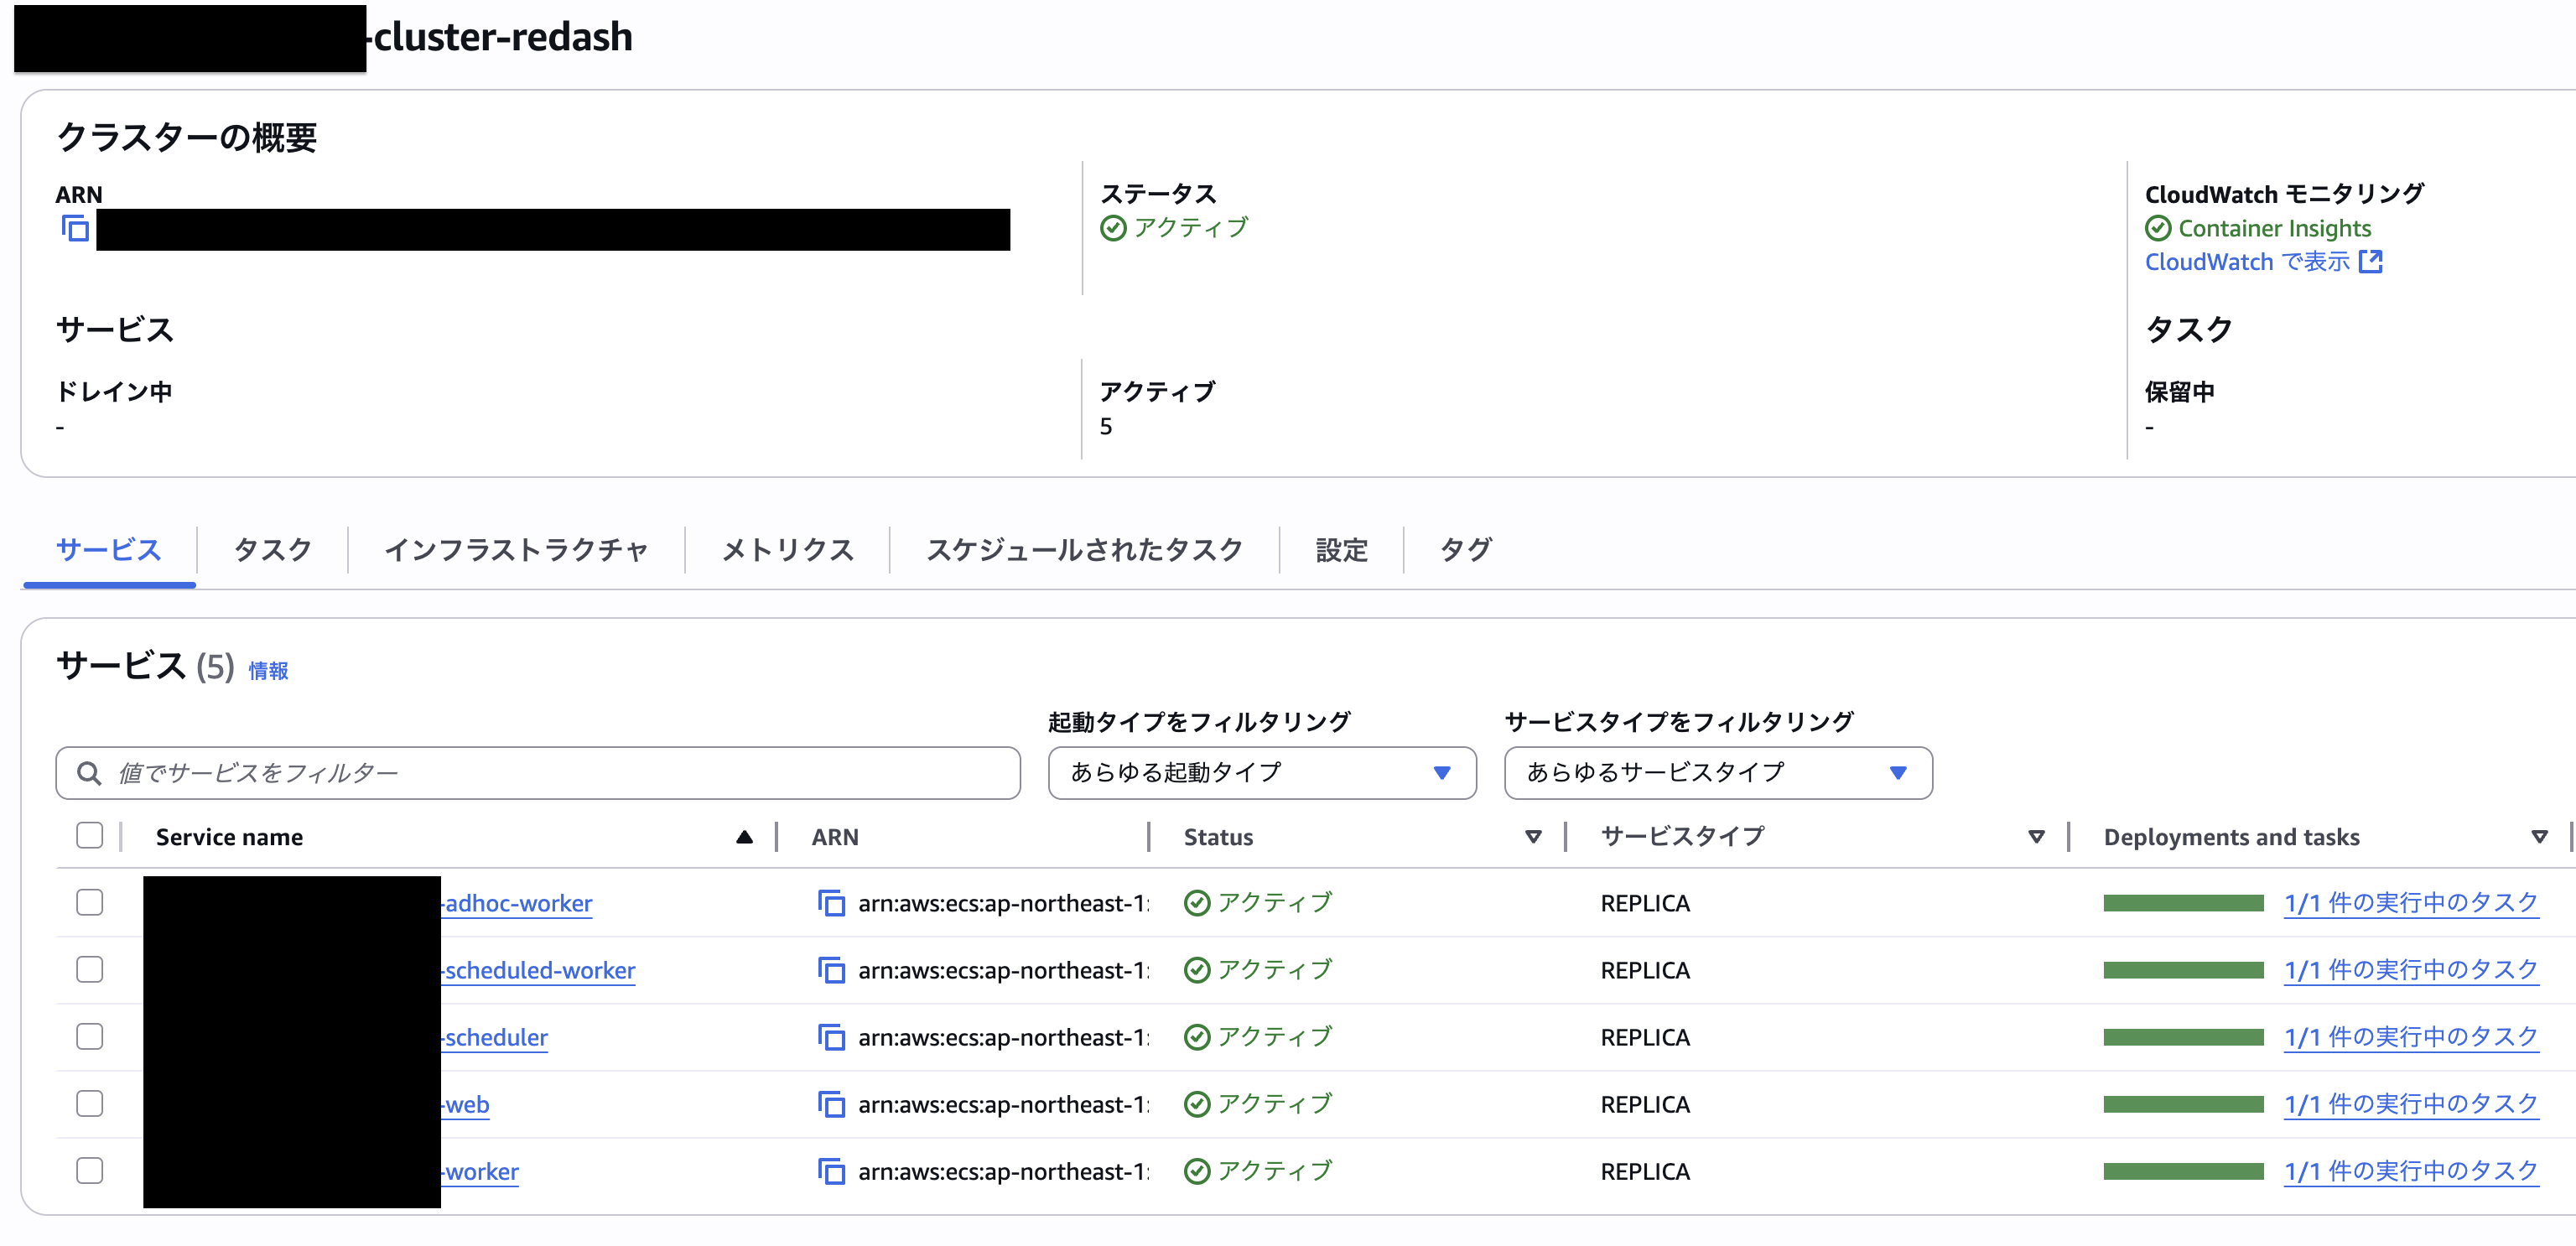 -cluster-redash
クラスターの概要
ARN
ステータス
アクティブ
CloudWatch モニタリング
Container Insights
CloudWatch で表示
サービス
タスク
ドレイン中
-
アクティブ
5
保留中
-
サービス
タスク
インフラストラクチャ
メトリクス
スケジュールされたタスク
設定
タグ
サービス (5) 情報
起動タイプをフィルタリング
サービスタイプをフィルタリング
値でサービスをフィルター
あらゆる起動タイプ
あらゆるサービスタイプ
Service name
ARN
Status
サービスタイプ
Deployments and tasks
-adhoc-worker
arn:aws:ecs:ap-northeast-1:
アクティブ
REPLICA
1/1 件の実行中のタスク
-scheduled-worker
arn:aws:ecs:ap-northeast-1:
アクティブ
REPLICA
1/1 件の実行中のタスク
-scheduler
arn:aws:ecs:ap-northeast-1:
アクティブ
REPLICA
1/1 件の実行中のタスク
-web
arn:aws:ecs:ap-northeast-1:
アクティブ
REPLICA
1/1 件の実行中のタスク
-worker
arn:aws:ecs:ap-northeast-1:
アクティブ
REPLICA
1/1 件の実行中のタスク